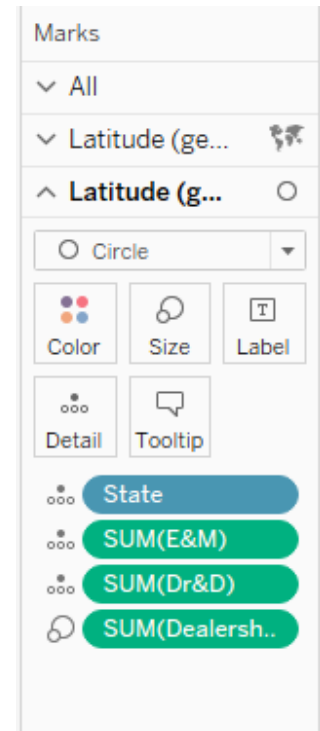 Marks
All
Latitude (ge...
Latitude (g...
Circle
Color Size T Label
Detail Tooltip
State
SUM(E&M)
SUM(Dr&D)
SUM(Dealersh..